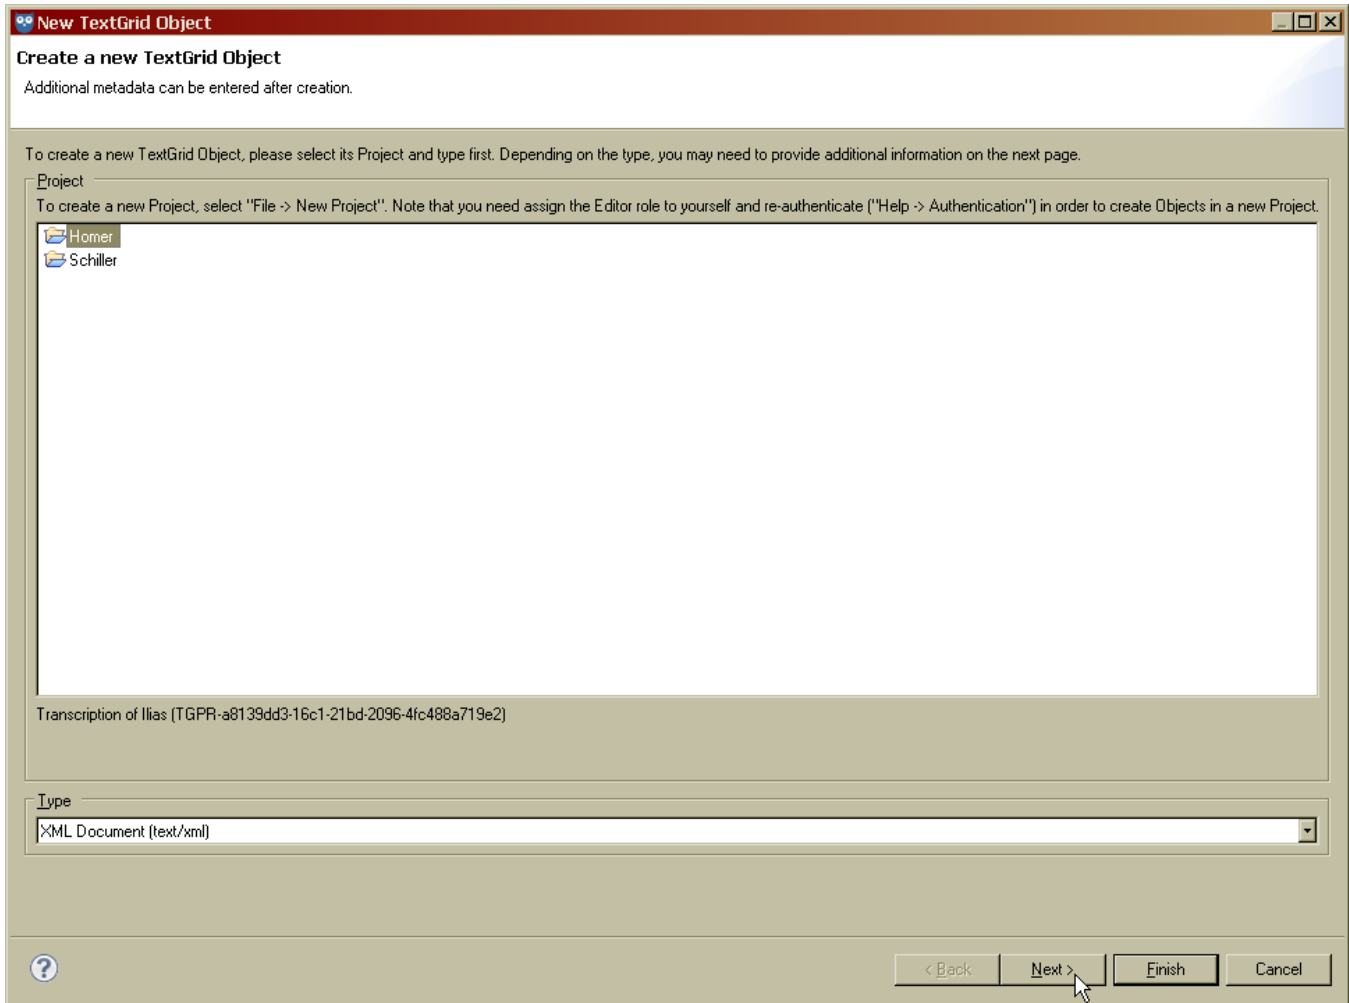 New TextGrid Object
Create a new TextGrid Object
Additional metadata can be entered after creation.
To create a new TextGrid Object, please select its Project and type first. Depending on the type, you may need to provide additional information on the next page.
Project
To create a new Project, select "File -> New Project". Note that you need assign the Editor role to yourself and re-authenticate ("Help -> Authentication") in order to create Objects in a new Project.
Homer
Schiller
Transcription of Ilias (TGPR-a8139dd3-16c1-21bd-2096-4fc488a719e2)
Type
XML Document (text/xml)
? < Back Next > Finish Cancel